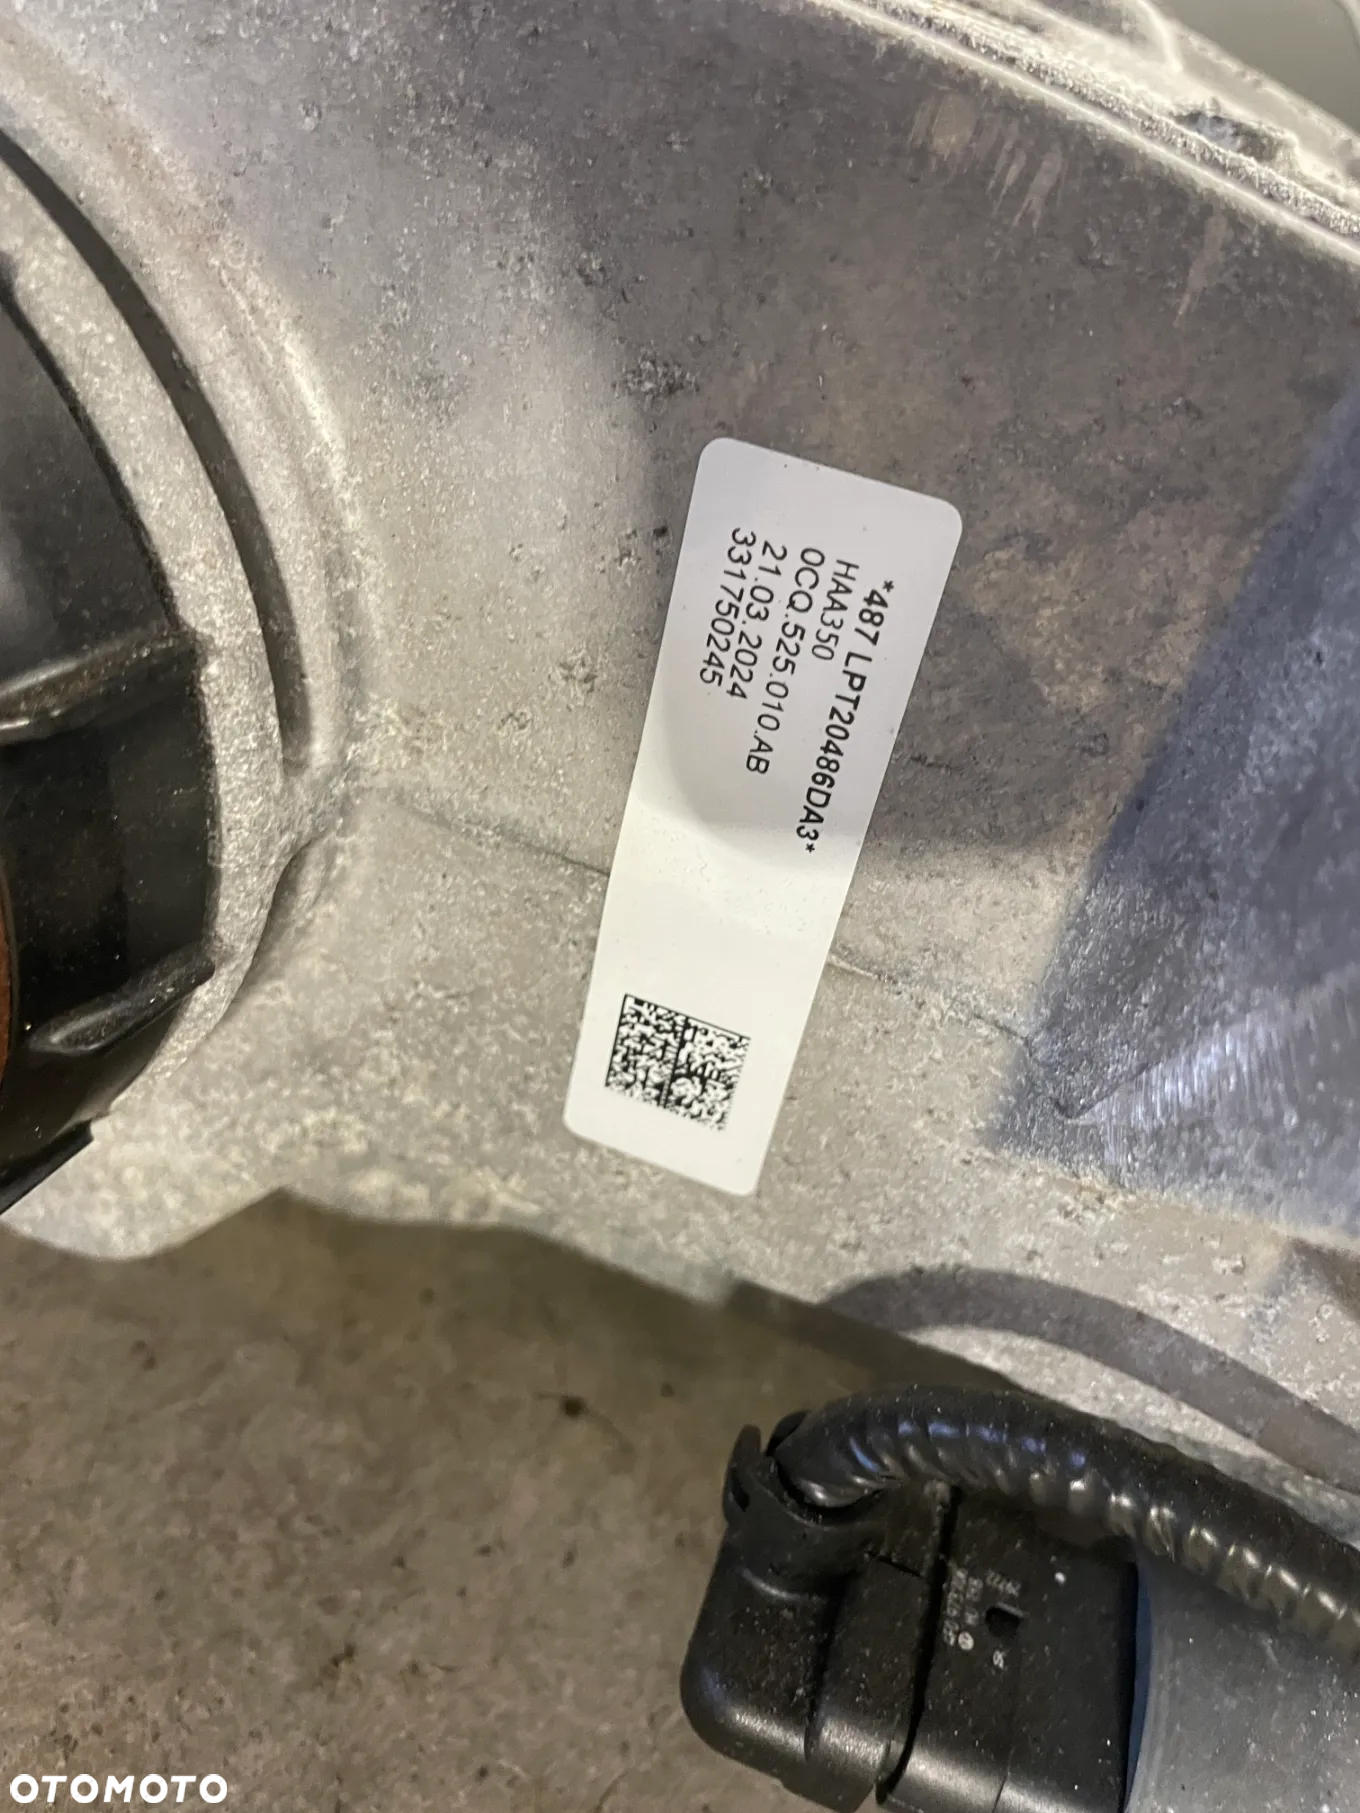 *487 LPT20486DA3*
HAA350
0CQ.525.010.AB
21.03.2024
331750245
OTOMOTO